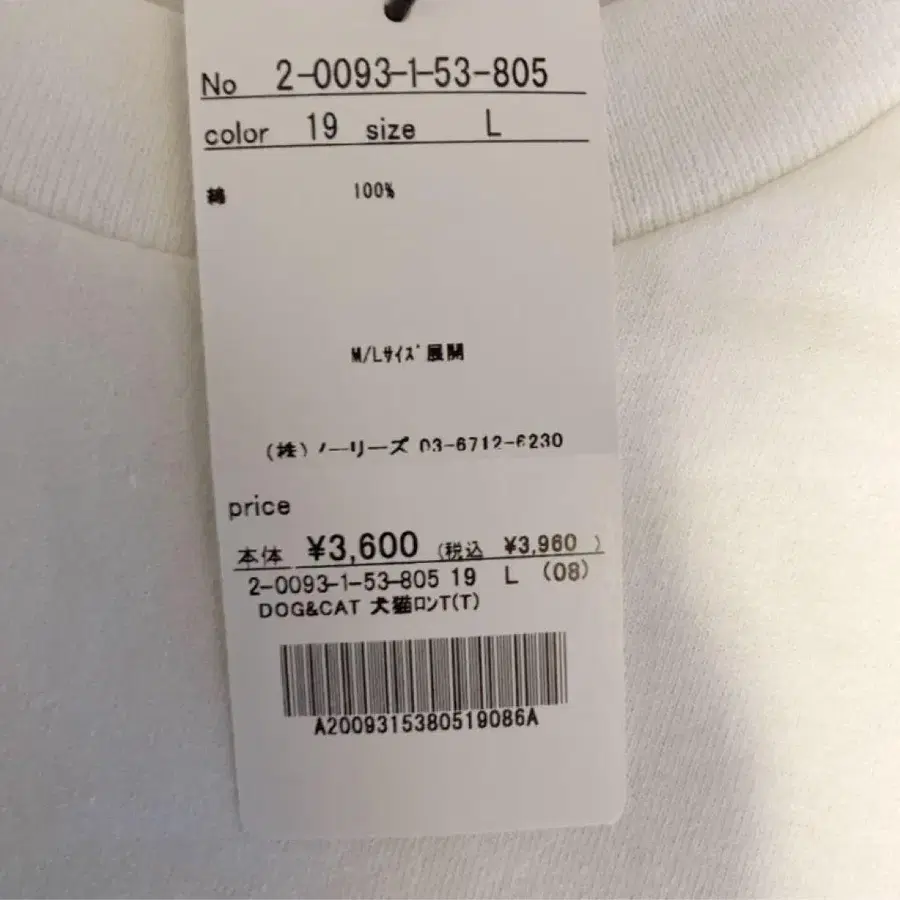 No 2-0093-1-53-805
color 19 size L
綿 100%
M/Lサイズ展開
(株)ノーリーズ 03-6712-6230
price
本体 ¥3,600 (税込 ¥3,960 )
2-0093-1-53-805 19 L (08)
DOG&CAT 犬猫ロンT(T)
A2009315380519086A